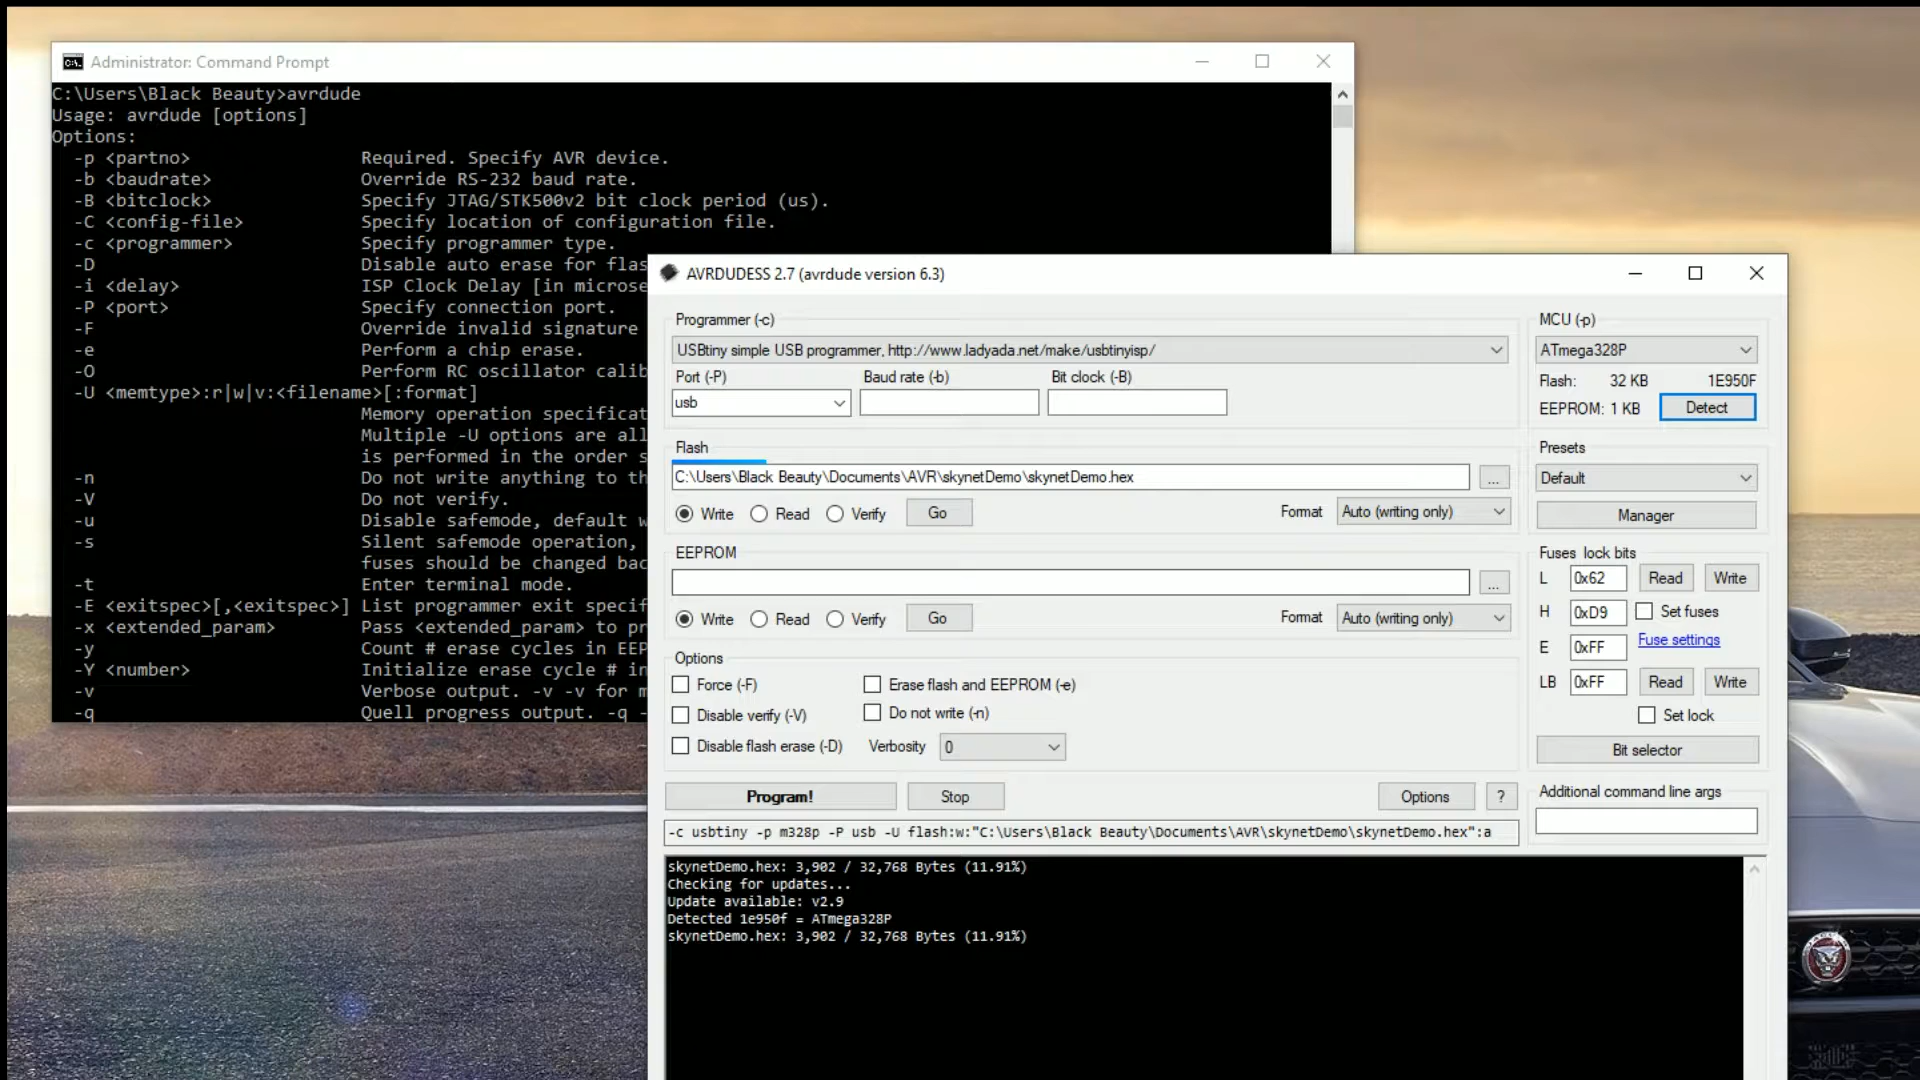 Administrator: Command Prompt
C:\Users\Black Beauty>avrdude
Usage: avrdude [options]
Options:
-p <partno> Required. Specify AVR device.
-b <baudrate> Override RS-232 baud rate.
-B <bitclock> Specify JTAG/STK500v2 bit clock period (us).
-C <config-file> Specify location of configuration file.
-c <programmer> Specify programmer type.
-D Disable auto erase for flas
-i <delay> ISP Clock Delay [in microse
-P <port> Specify connection port.
-F Override invalid signature
-e Perform a chip erase.
-O Perform RC oscillator calib
-U <memtype>:r|w|v:<filename>[:format]
Memory operation specificat
Multiple -U options are all
is performed in the order s
-n Do not write anything to th
-V Do not verify.
-u Disable safemode, default w
-s Silent safemode operation,
fuses should be changed bac
-t Enter terminal mode.
-E <exitspec>[,<exitspec>] List programmer exit specif
-x <extended_param> Pass <extended_param> to pr
-y Count # erase cycles in EEP
-Y <number> Initialize erase cycle # in
-v Verbose output. -v -v for m
-q Quell progress output. -q -
AVRDUDESS 2.7 (avrdude version 6.3)
Programmer (-c)
USBtiny simple USB programmer, http://www.ladyada.net/make/usbtinyisp/
Port (-P) Baud rate (-b) Bit clock (-B)
usb
Flash
C:\Users\Black Beauty\Documents\AVR\skynetDemo\skynetDemo.hex ...
Write Read Verify Go Format Auto (writing only)
EEPROM
...
Write Read Verify Go Format Auto (writing only)
Options
Force (-F) Erase flash and EEPROM (-e)
Disable verify (-V) Do not write (-n)
Disable flash erase (-D) Verbosity 0
Program! Stop Options ?
-c usbtiny -p m328p -P usb -U flash:w:"C:\Users\Black Beauty\Documents\AVR\skynetDemo\skynetDemo.hex":a
MCU (-p)
ATmega328P
Flash: 32 KB 1E950F
EEPROM: 1 KB Detect
Presets
Default
Manager
Fuses lock bits
L 0x62 Read Write
H 0xD9 Set fuses
E 0xFF Fuse settings
LB 0xFF Read Write
Set lock
Bit selector
Additional command line args
skynetDemo.hex: 3,902 / 32,768 Bytes (11.91%)
Checking for updates...
Update available: v2.9
Detected 1e950f = ATmega328P
skynetDemo.hex: 3,902 / 32,768 Bytes (11.91%)